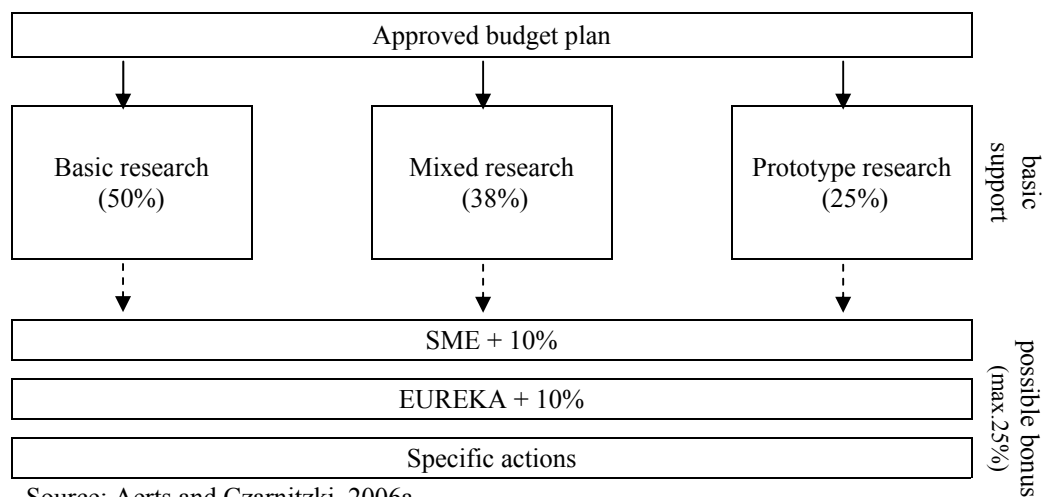 Approved budget plan
Basic research
(50%)
Mixed research
(38%)
Prototype research
(25%)
basic
support
SME + 10%
EUREKA + 10%
Specific actions
possible bonus
(max.25%)
Source: Aerts and Czarnitzki, 2006a